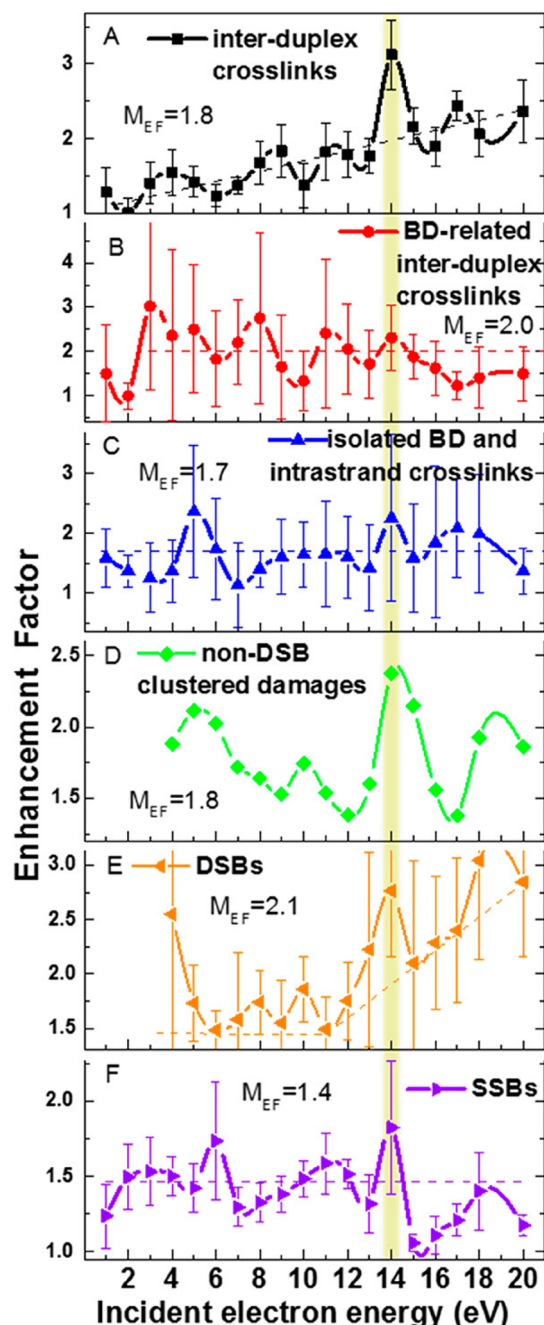 A
inter-duplex
crosslinks
M_EF=1.8
3
2
1
B
BD-related
inter-duplex
crosslinks
M_EF=2.0
4
3
2
1
C
isolated BD and
intrastrand crosslinks
M_EF=1.7
3
2
1
D
non-DSB
clustered damages
M_EF=1.8
2.5
2.0
1.5
E
DSBs
M_EF=2.1
3.0
2.5
2.0
1.5
F
M_EF=1.4
SSBs
2.0
1.5
1.0
Enhancement Factor
2 4 6 8 10 12 14 16 18 20
Incident electron energy (eV)